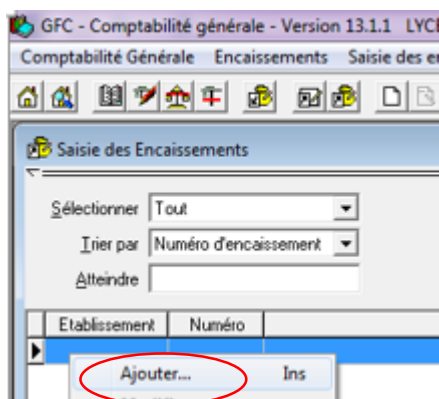 GFC - Comptabilité générale - Version 13.1.1 LYCE
Comptabilité Générale Encaissements Saisie des e
Saisie des Encaissements
Sélectionner Tout
Trier par Numéro d'encaissement
Atteindre
Etablissement Numéro
Ajouter... Ins